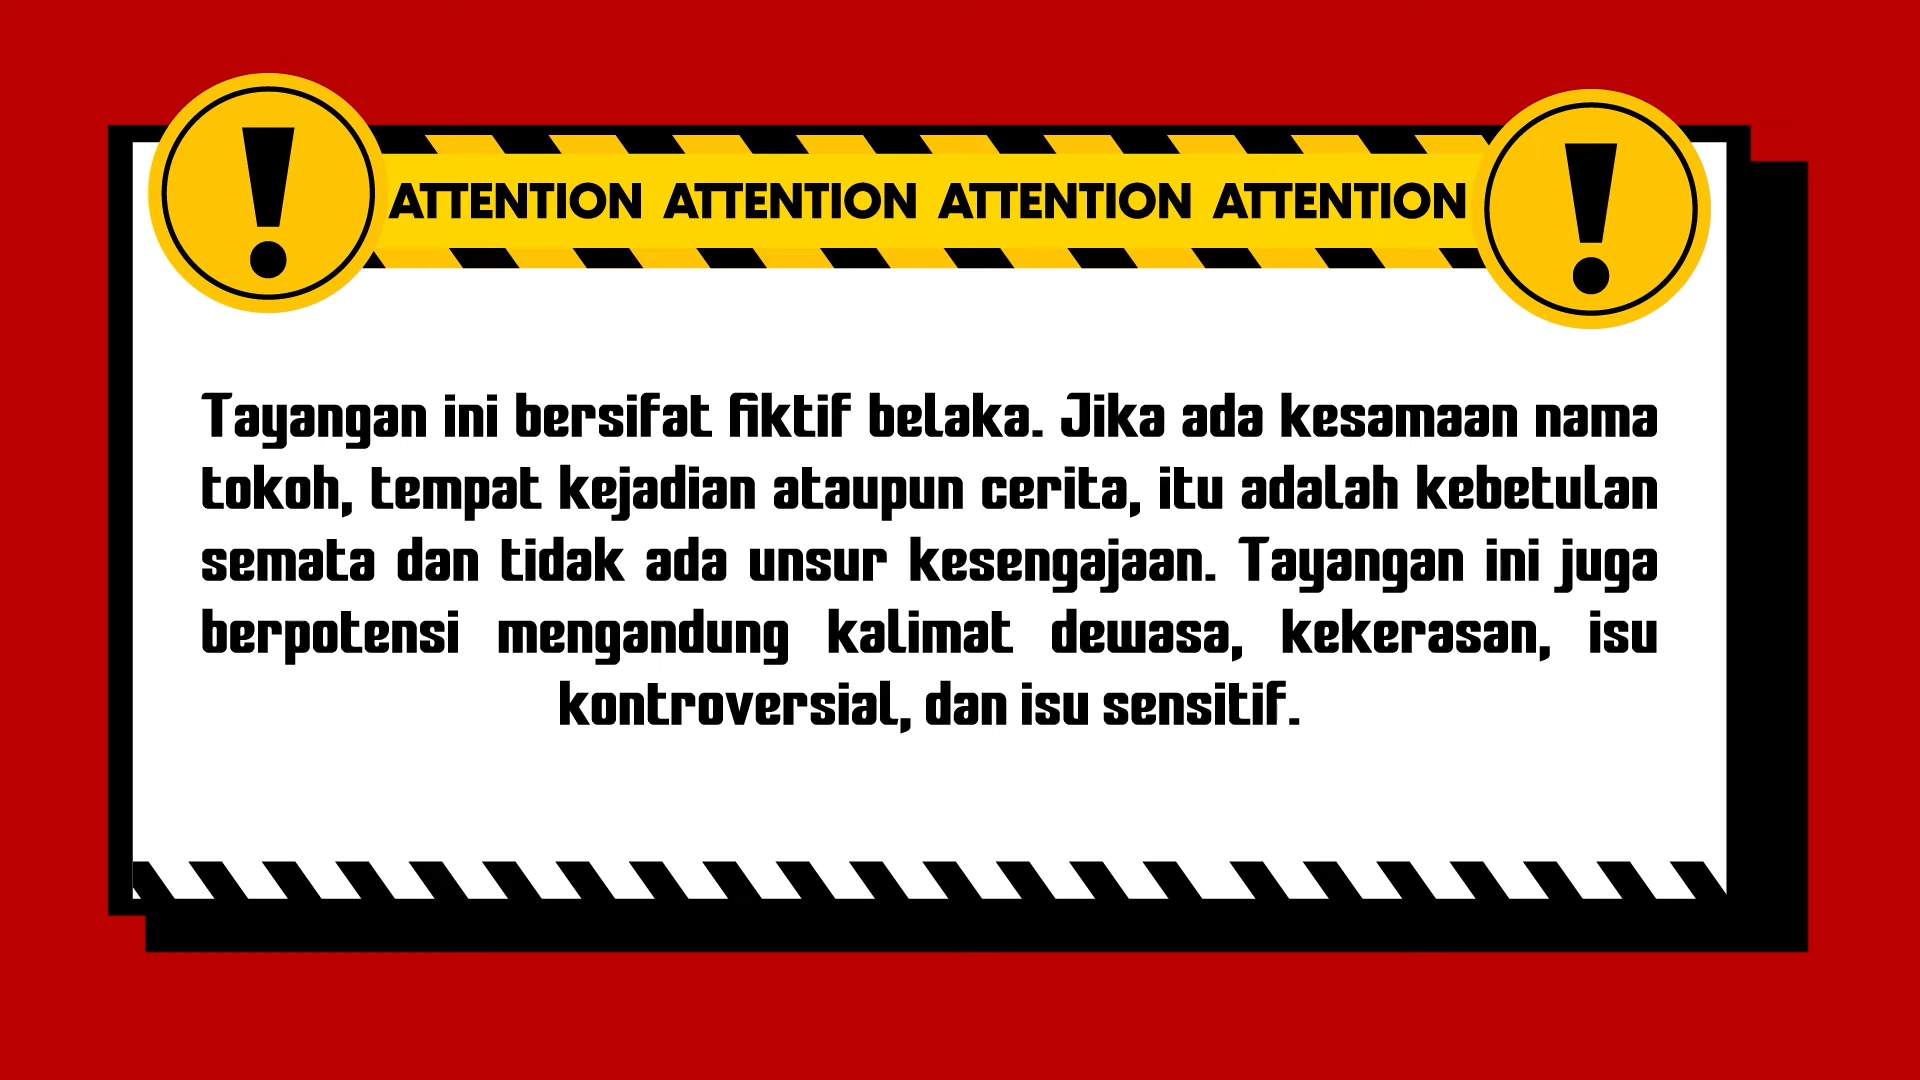 !
!
ATTENTION ATTENTION ATTENTION ATTENTION
Tayangan ini bersifat fiktif belaka. Jika ada kesamaan nama
tokoh, tempat kejadian ataupun cerita, itu adalah kebetulan
semata dan tidak ada unsur kesengajaan. Tayangan ini juga
berpotensi mengandung kalimat dewasa, kekerasan, isu
kontroversial, dan isu sensitif.